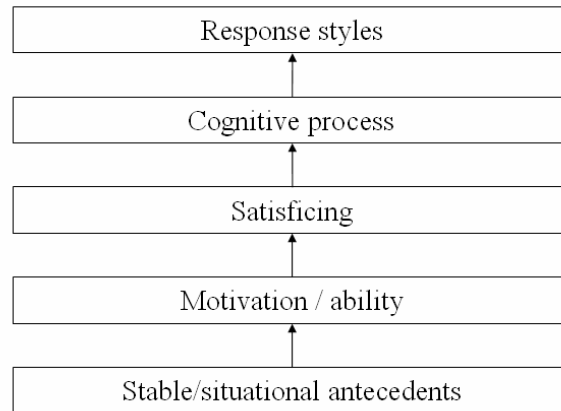 Response styles
Cognitive process
Satisficing
Motivation / ability
Stable/situational antecedents